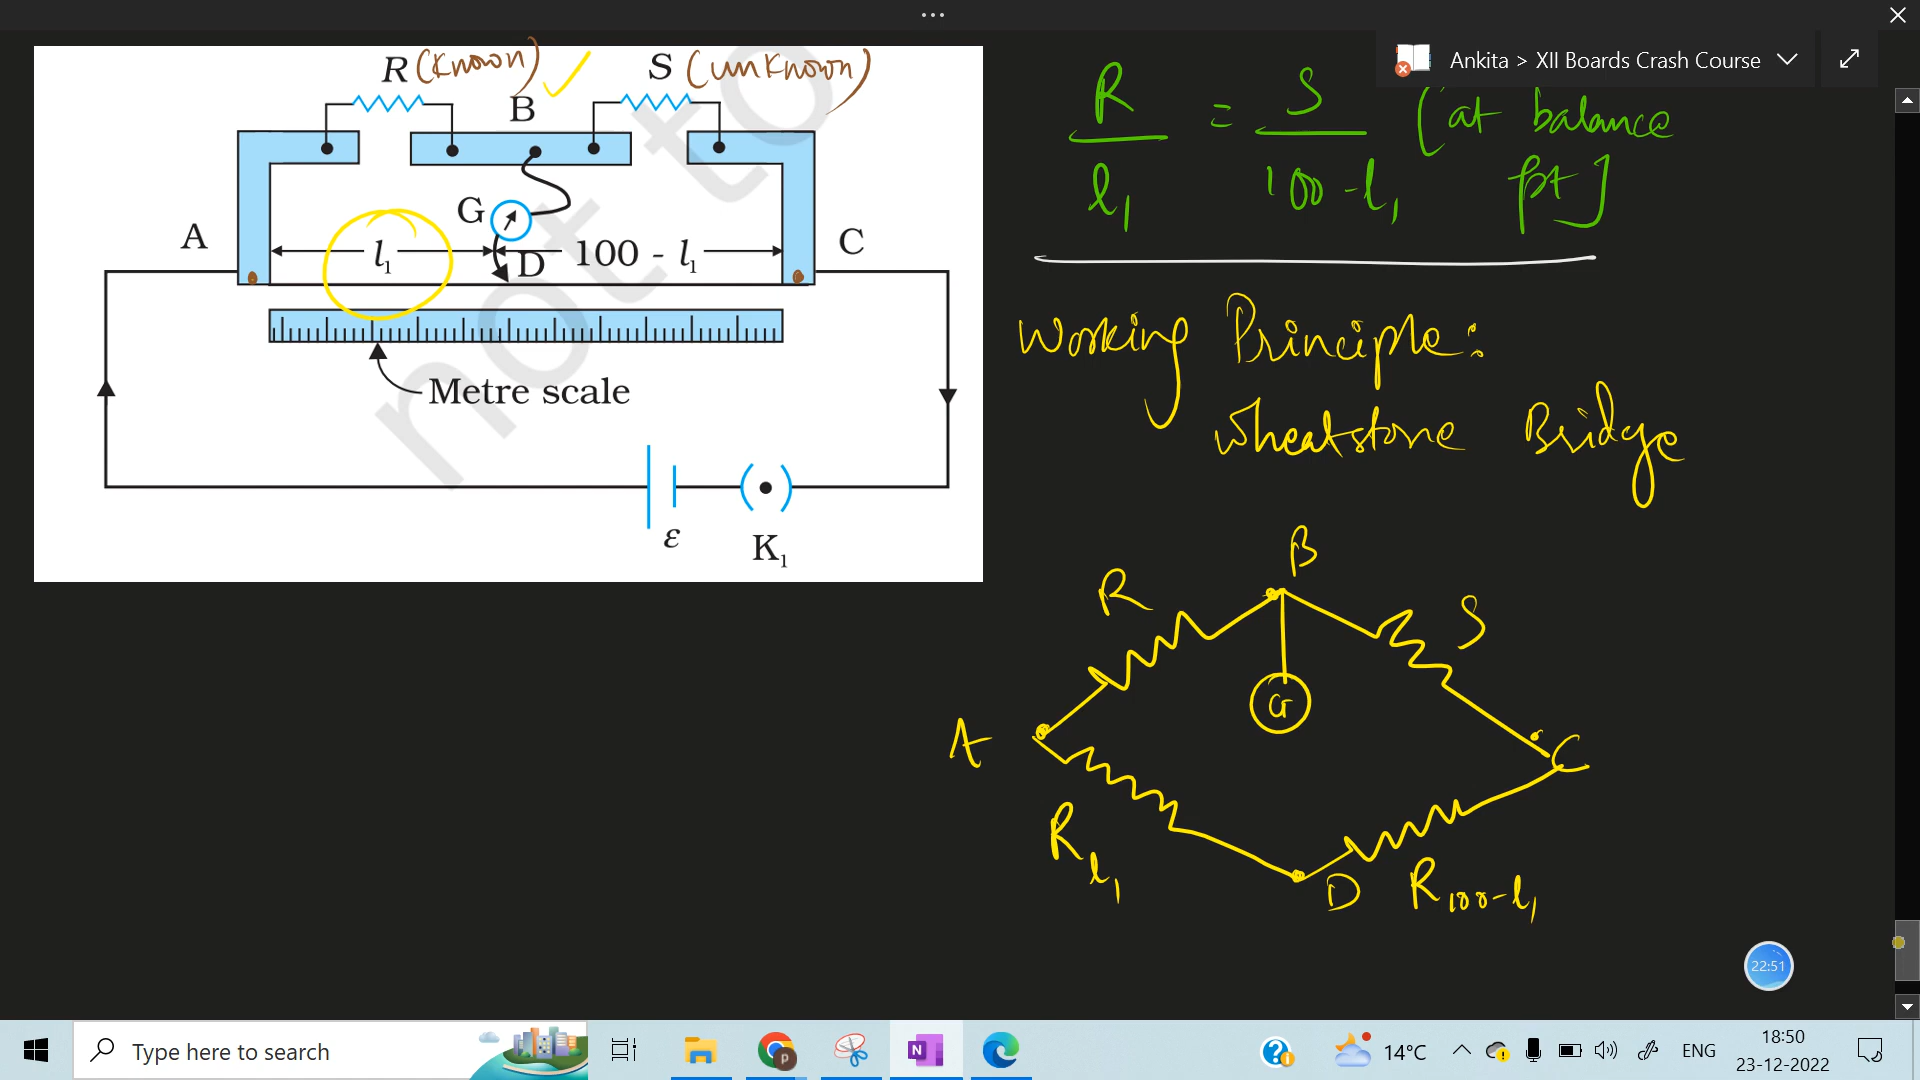 Ankita > XII Boards Crash Course
R (known)
S (unknown)
B
G
A
l₁
D
100 - l₁
C
Metre scale
ε
K₁
not to
R/l₁ = S/100-l₁ (at balance pt]
Working Principle:
Wheatstone Bridge
B
R
S
G
A
C
R l₁
D
R 100-l₁
22:51
Type here to search
14°C
ENG
18:50
23-12-2022